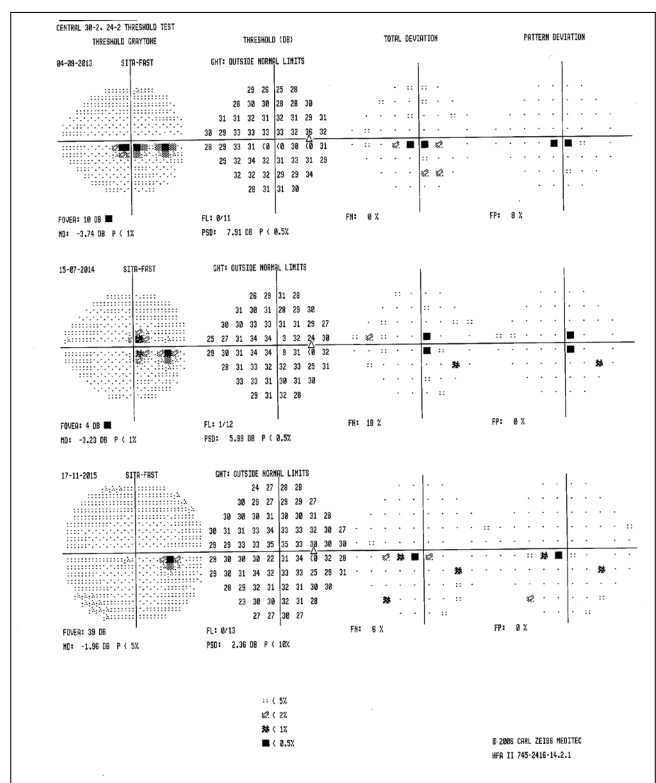 CENTRAL 30-2, 24-2 THRESHOLD TEST
THRESHOLD GRAYTONE THRESHOLD (DB) TOTAL DEVIATION PATTERN DEVIATION
04-09-2013 SITA-FAST GHT: OUTSIDE NORMAL LIMITS
29 26 25 28
28 30 30 28 28 30
31 31 32 31 32 31 29 31
30 29 33 33 33 33 32 36 32
28 29 33 31 (0 (0 30 (0 31
29 32 34 32 31 33 31 29
32 32 32 29 29 34
28 31 31 30
FOVEA: 10 DB FL: 0/11 FN: 0 % FP: 8 %
MD: -3.74 DB P < 1% PSD: 7.91 DB P < 0.5%
15-07-2014 SITA-FAST GHT: OUTSIDE NORMAL LIMITS
26 29 31 28
31 30 31 28 29 30
30 30 33 33 31 31 29 27
25 27 31 34 34 3 32 24 30
29 30 31 34 34 9 31 (0 32
28 31 33 32 32 33 25 31
33 33 31 30 31 30
29 31 32 28
FOVEA: 4 DB FL: 1/12 FN: 18 % FP: 0 %
MD: -3.23 DB P < 1% PSD: 5.99 DB P < 0.5%
17-11-2015 SITA-FAST GHT: OUTSIDE NORMAL LIMITS
24 27 28 28
30 26 27 28 29 27
30 30 30 31 30 30 31 28
30 31 31 33 34 33 33 32 30 27
29 29 33 33 35 35 33 30 30 30
29 30 30 30 22 31 34 (0 32 28
29 30 31 34 32 33 33 25 29 31
28 29 32 31 32 31 30 30
23 30 30 32 31 28
27 27 30 27
FOVEA: 39 DB FL: 0/13 FN: 6 % FP: 0 %
MD: -1.96 DB P < 5% PSD: 2.36 DB P < 10%
< 5%
< 2%
< 1%
< 0.5%
© 2006 CARL ZEISS MEDITEC
HFA II 745-2416-14.2.1